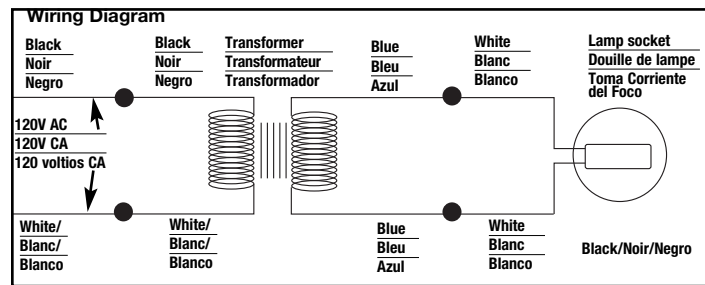 Wiring Diagram
Black
Noir
Negro
Black
Noir
Negro
Transformer
Transformateur
Transformador
Blue
Bleu
Azul
White
Blanc
Blanco
Lamp socket
Douille de lampe
Toma Corriente
del Foco
120V AC
120V CA
120 voltios CA
White/
Blanc/
Blanco
White/
Blanc/
Blanco
Blue
Bleu
Azul
White
Blanc
Blanco
Black/Noir/Negro